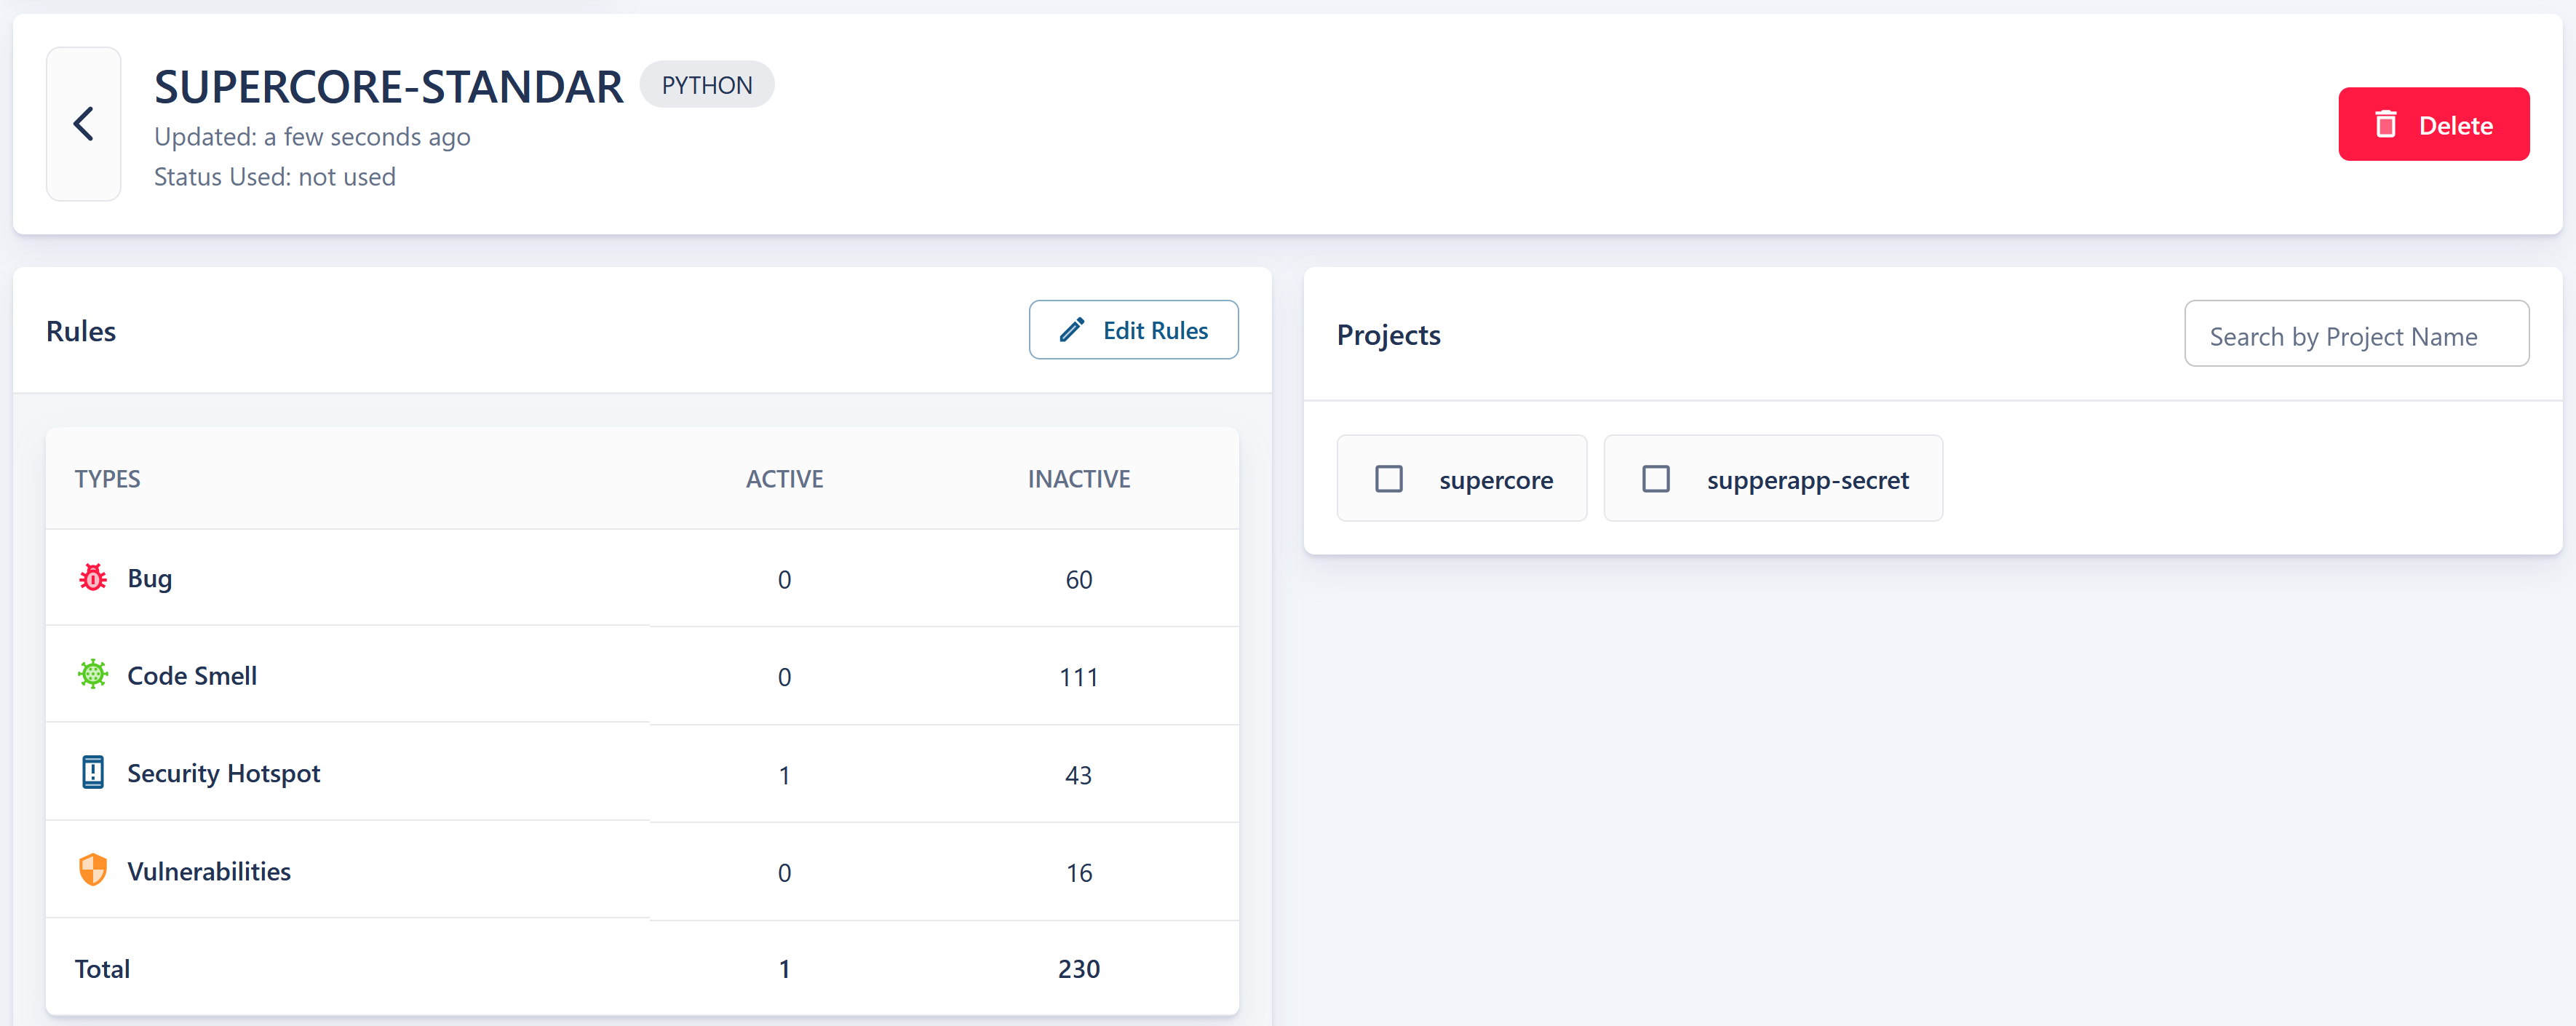 SUPERCORE-STANDAR PYTHON
Updated: a few seconds ago
Status Used: not used
Delete
Rules
Edit Rules
TYPES ACTIVE INACTIVE
Bug 0 60
Code Smell 0 111
Security Hotspot 1 43
Vulnerabilities 0 16
Total 1 230
Projects
Search by Project Name
supercore
supperapp-secret